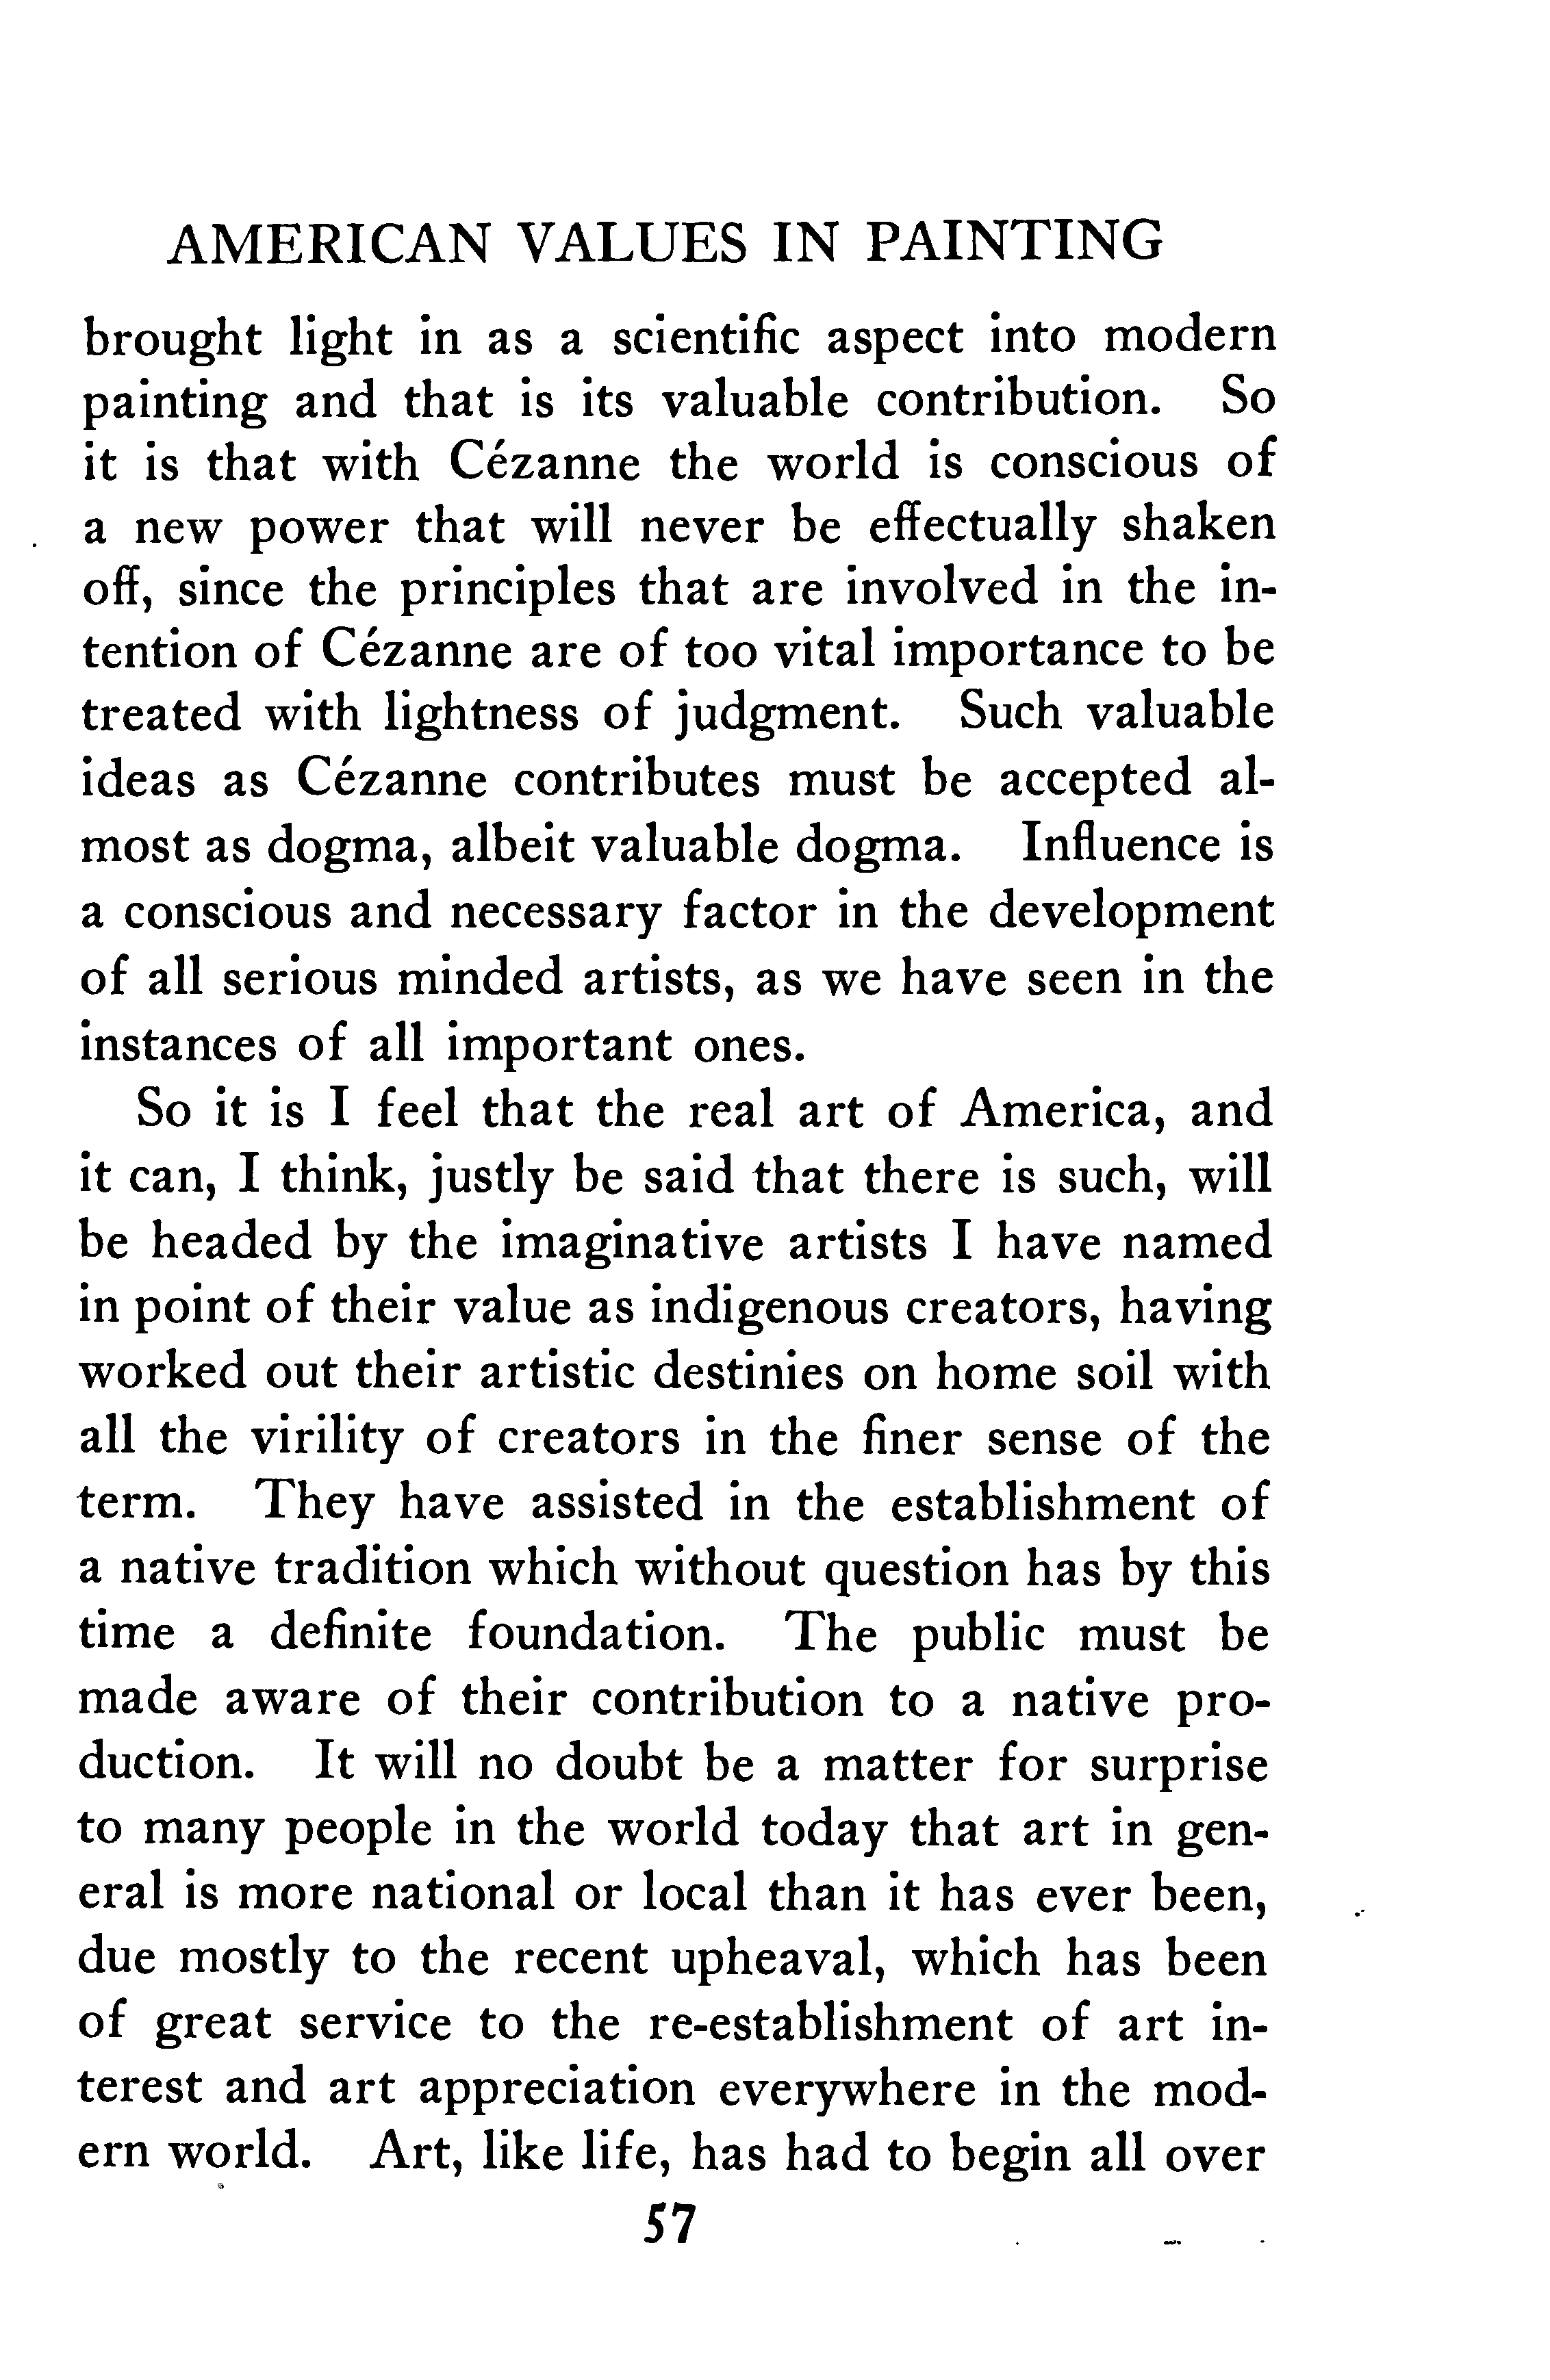 AMERICAN VALUES IN PAINTING
brought light in as a scientific aspect into modern
painting and that is its valuable contribution. So
it is that with Cézanne the world is conscious of
a new power that will never be effectually shaken
off, since the principles that are involved in the in-
tention of Cézanne are of too vital importance to be
treated with lightness of judgment. Such valuable
ideas as Cézanne contributes must be accepted al-
most as dogma, albeit valuable dogma. Influence is
a conscious and necessary factor in the development
of all serious minded artists, as we have seen in the
instances of all important ones.
So it is I feel that the real art of America, and
it can, I think, justly be said that there is such, will
be headed by the imaginative artists I have named
in point of their value as indigenous creators, having
worked out their artistic destinies on home soil with
all the virility of creators in the finer sense of the
term. They have assisted in the establishment of
a native tradition which without question has by this
time a definite foundation. The public must be
made aware of their contribution to a native pro-
duction. It will no doubt be a matter for surprise
to many people in the world today that art in gen-
eral is more national or local than it has ever been,
due mostly to the recent upheaval, which has been
of great service to the re-establishment of art in-
terest and art appreciation everywhere in the mod-
ern world. Art, like life, has had to begin all over
57